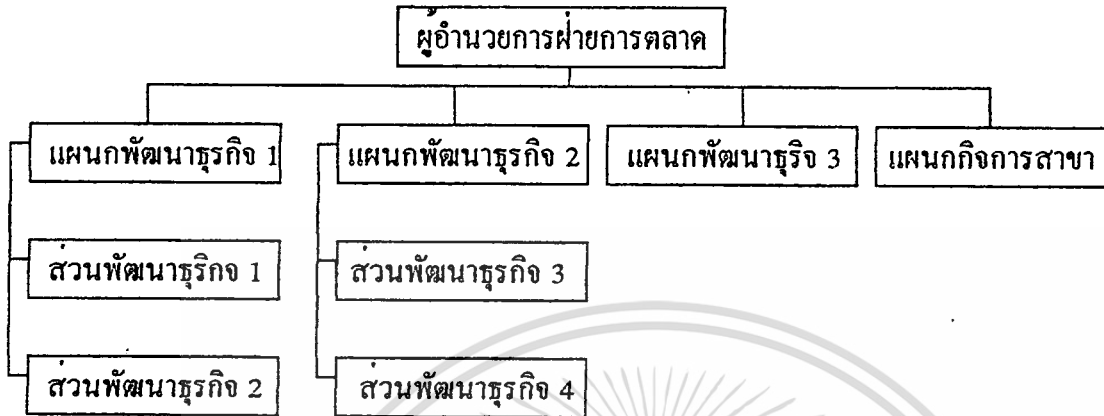 ผู้อำนวยการฝ่ายการตลาด
แผนกพัฒนาธุรกิจ 1
แผนกพัฒนาธุรกิจ 2
แผนกพัฒนาธุริจ 3
แผนกกิจการสาขา
ส่วนพัฒนาธุริกจ 1
ส่วนพัฒนาธุรกิจ 3
ส่วนพัฒนาธุรกิจ 2
ส่วนพัฒนาธุรกิจ 4